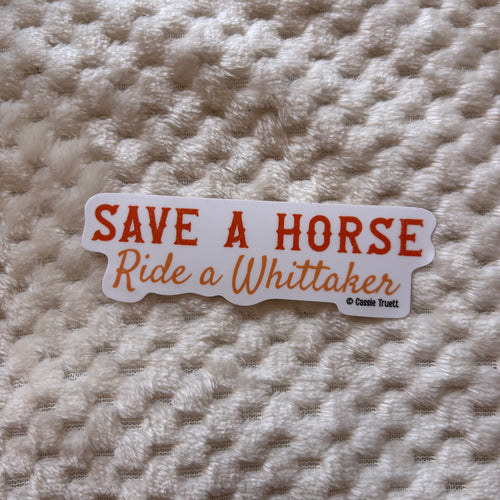 SAVE A HORSE
Ride a Whittaker
© Cassie Truett